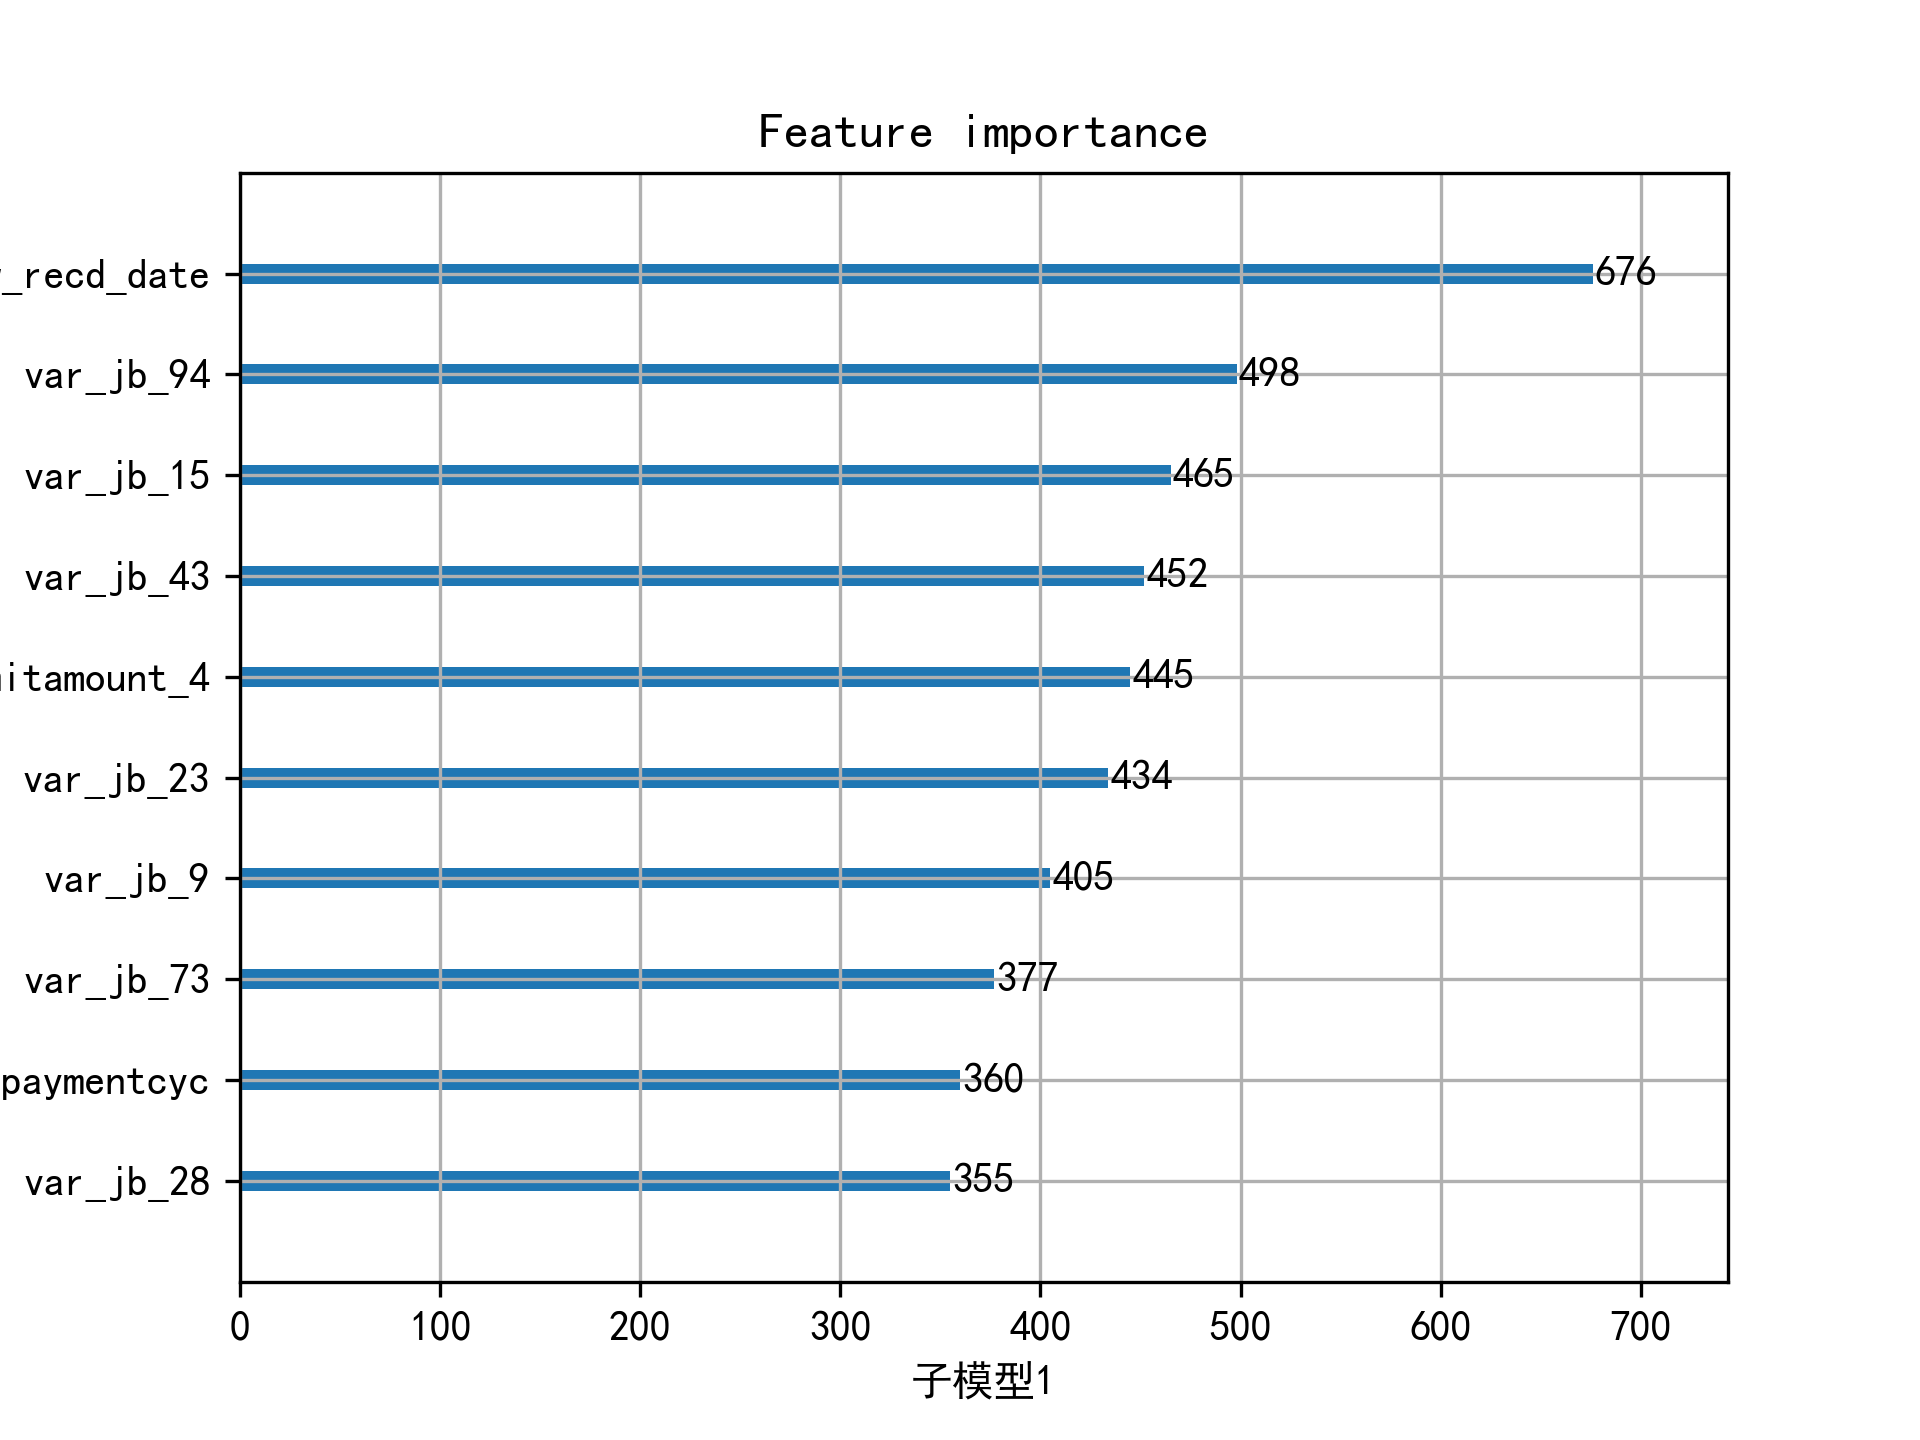 Feature importance
_recd_date 676
var_jb_94 498
var_jb_15 465
var_jb_43 452
itamount_4 445
var_jb_23 434
var_jb_9 405
var_jb_73 377
paymentcyc 360
var_jb_28 355
0 100 200 300 400 500 600 700
子模型1